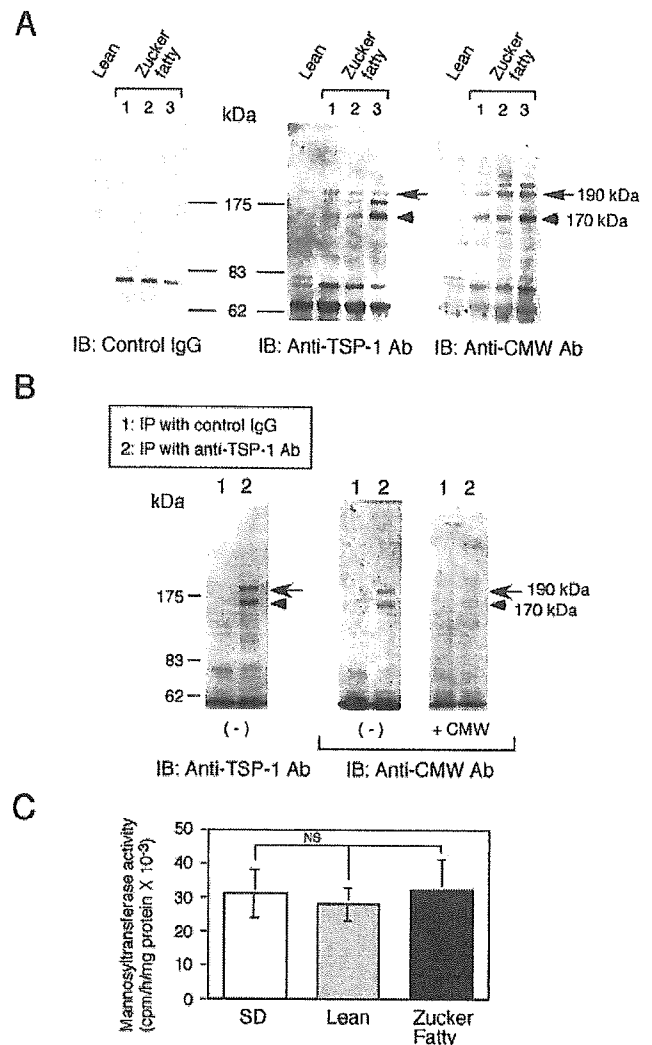 A
Lean
Zucker fatty
1 2 3
kDa
175
83
62
Lean
Zucker fatty
1 2 3
Lean
Zucker fatty
1 2 3
190 kDa
170 kDa
IB: Control IgG
IB: Anti-TSP-1 Ab
IB: Anti-CMW Ab
B
1: IP with control IgG
2: IP with anti-TSP-1 Ab
kDa
1 2
1 2
1 2
175
83
62
190 kDa
170 kDa
(-)
(-)
+ CMW
IB: Anti-TSP-1 Ab
IB: Anti-CMW Ab
C
Mannosyltransferase activity
(cpm/h/mg protein X 10-3)
50
40
30
20
10
0
NS
SD
Lean
Zucker
Fatty